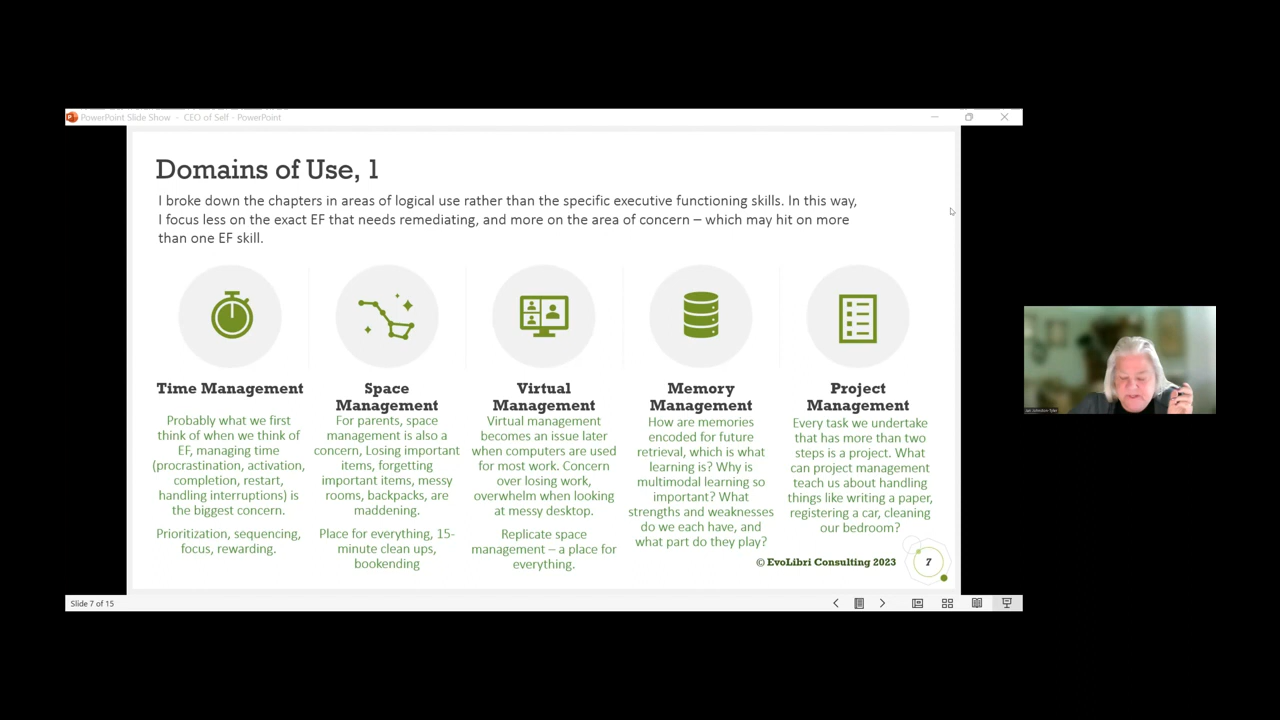 PowerPoint Slide Show - CEO of Self - PowerPoint
Domains of Use, 1
I broke down the chapters in areas of logical use rather than the specific executive functioning skills. In this way,
I focus less on the exact EF that needs remediating, and more on the area of concern – which may hit on more
than one EF skill.
Time Management
Probably what we first
think of when we think of
EF, managing time
(procrastination, activation,
completion, restart,
handling interruptions) is
the biggest concern.
Prioritization, sequencing,
focus, rewarding.
Space
Management
For parents, space
management is also a
concern, Losing important
items, forgetting
important items, messy
rooms, backpacks, are
maddening.
Place for everything, 15-
minute clean ups,
bookending
Virtual
Management
Virtual management
becomes an issue later
when computers are used
for most work. Concern
over losing work,
overwhelm when looking
at messy desktop.
Replicate space
management – a place for
everything.
Memory
Management
How are memories
encoded for future
retrieval, which is what
learning is? Why is
multimodal learning so
important? What
strengths and weaknesses
do we each have, and
what part do they play?
Project
Management
Every task we undertake
that has more than two
steps is a project. What
can project management
teach us about handling
things like writing a paper,
registering a car, cleaning
our bedroom?
© EvoLibri Consulting 2023
7
Slide 7 of 15